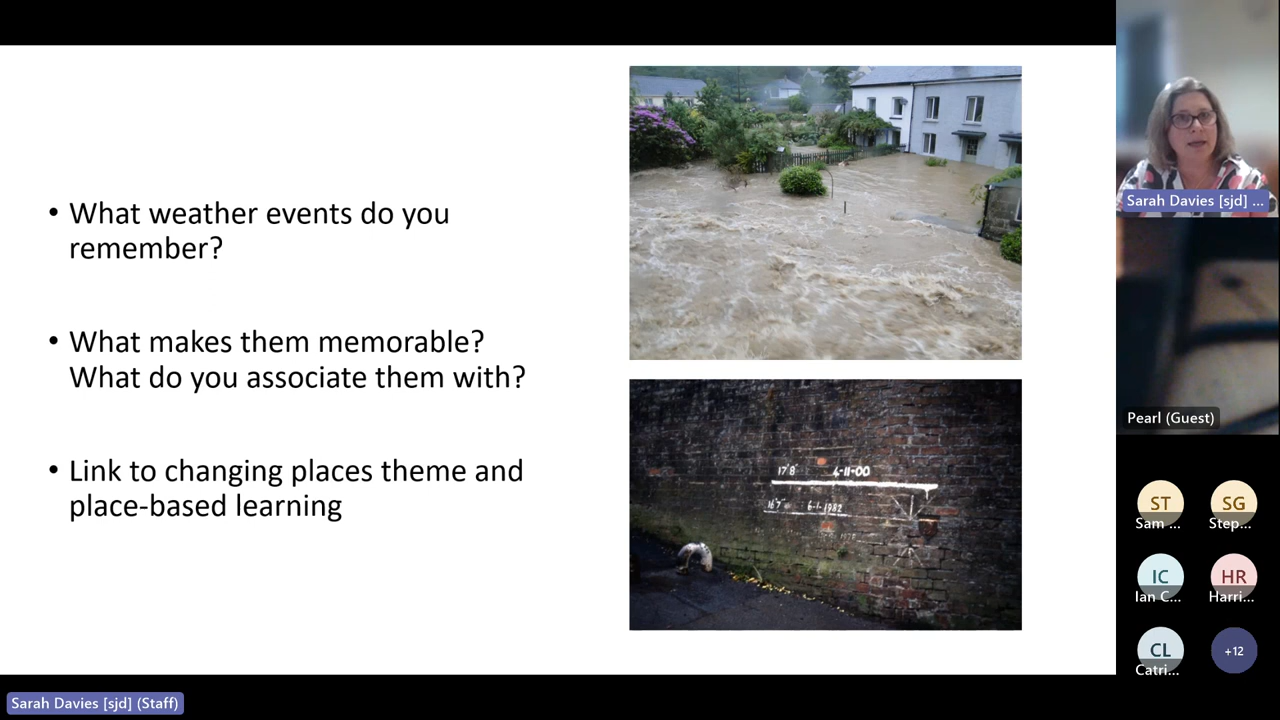 • What weather events do you
remember?
• What makes them memorable?
What do you associate them with?
• Link to changing places theme and
place-based learning
17'8" 4-11-00
16'7" 6-1-1982
Sarah Davies [sjd] ...
Pearl (Guest)
ST
Sam ...
SG
Step...
IC
Ian C...
HR
Harri...
CL
Catri...
+12
Sarah Davies [sjd] (Staff)